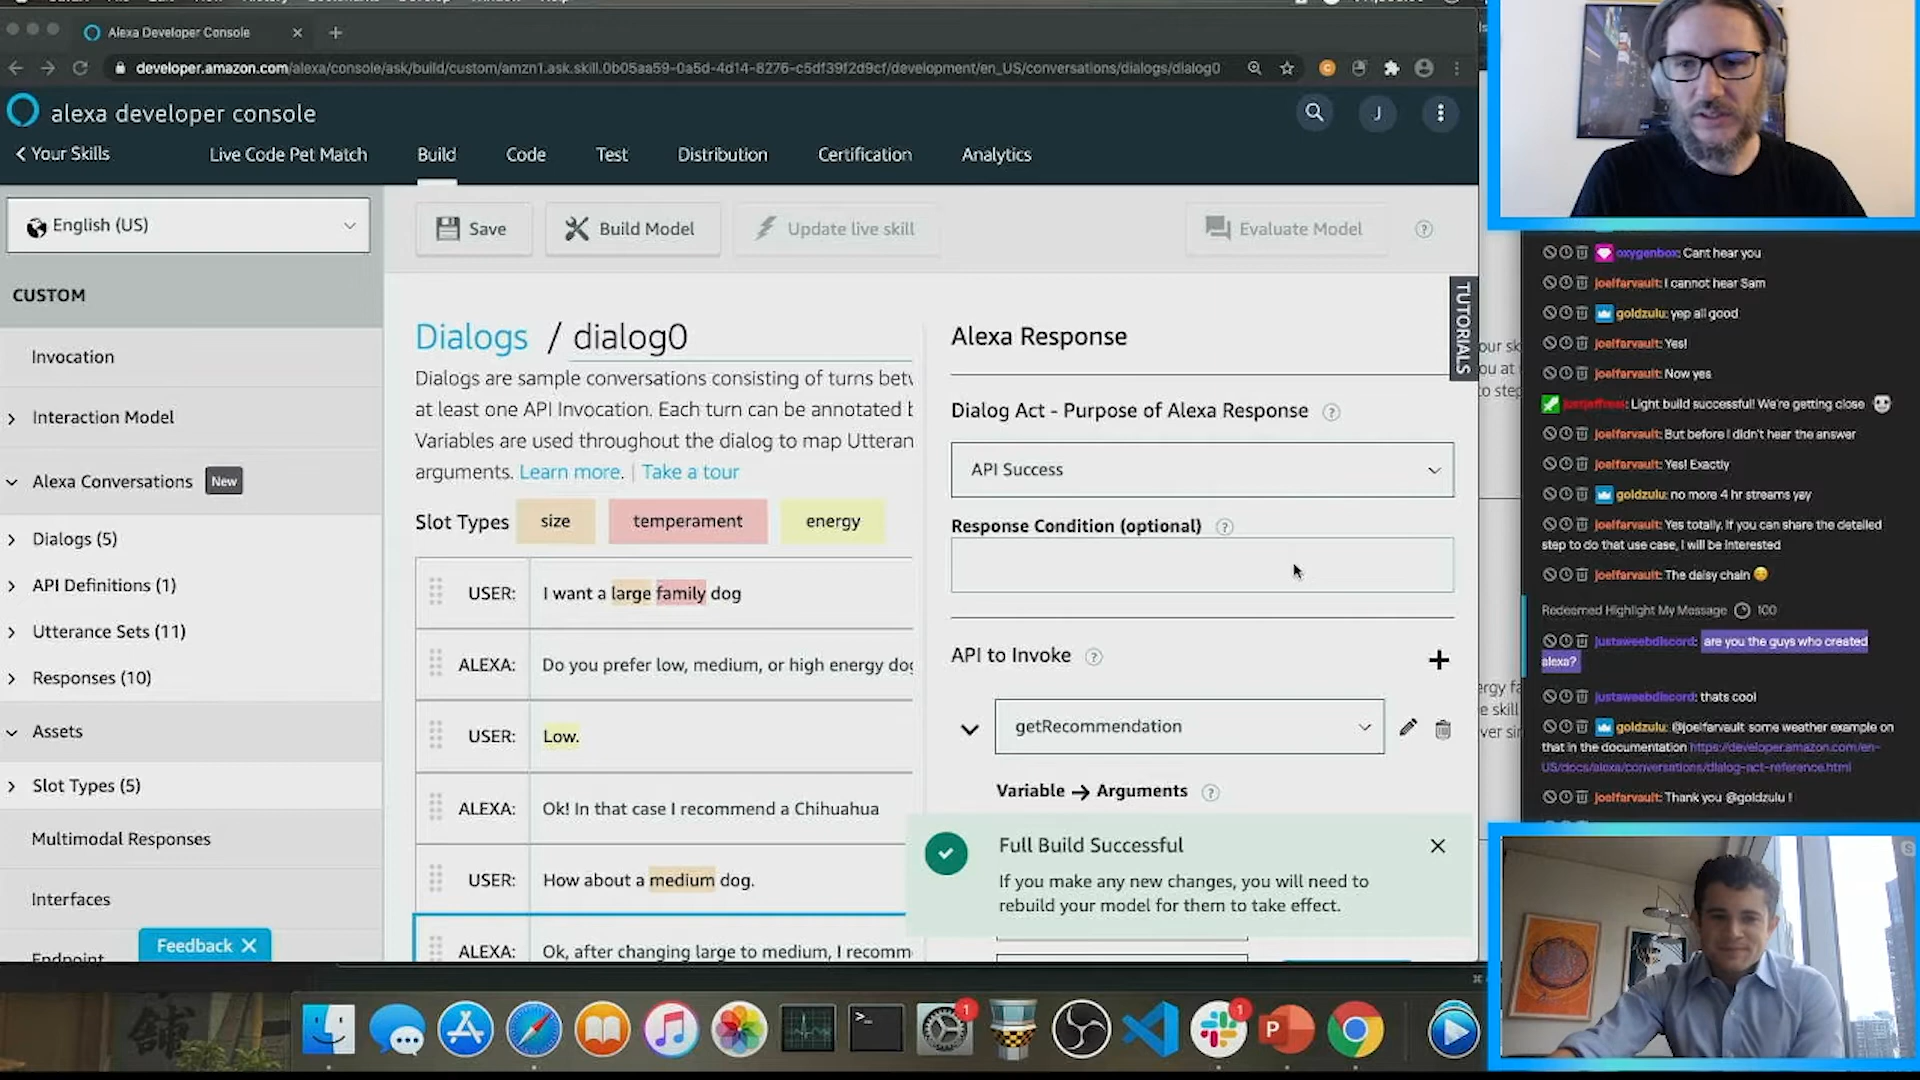 Alexa Developer Console
developer.amazon.com/alexa/console/ask/build/custom/amzn1.ask.skill.0b05aa59-0a5d-4d14-8276-c5df39f2d9cf/development/en_US/conversations/dialogs/dialog0
alexa developer console
J
Your Skills
Live Code Pet Match
Build
Code
Test
Distribution
Certification
Analytics
English (US)
Save
Build Model
Update live skill
Evaluate Model
CUSTOM
Invocation
Interaction Model
Alexa Conversations New
Dialogs (5)
API Definitions (1)
Utterance Sets (11)
Responses (10)
Assets
Slot Types (5)
Multimodal Responses
Interfaces
Endpoint
Feedback
Dialogs / dialog0
Dialogs are sample conversations consisting of turns betw
at least one API Invocation. Each turn can be annotated b
Variables are used throughout the dialog to map Utteran
arguments. Learn more. | Take a tour
Slot Types size temperament energy
USER: I want a large family dog
ALEXA: Do you prefer low, medium, or high energy dog
USER: Low.
ALEXA: Ok! In that case I recommend a Chihuahua
USER: How about a medium dog.
ALEXA: Ok, after changing large to medium, I recomm
Alexa Response
Dialog Act - Purpose of Alexa Response
API Success
Response Condition (optional)
API to Invoke
getRecommendation
Variable → Arguments
Full Build Successful
If you make any new changes, you will need to
rebuild your model for them to take effect.
TUTORIALS
oxygenbox: Cant hear you
joelfarvault: I cannot hear Sam
goldzulu: yep all good
joelfarvault: Yes!
joelfarvault: Now yes
Light build successful! We're getting close
joelfarvault: But before I didn't hear the answer
joelfarvault: Yes! Exactly
goldzulu: no more 4 hr streams yay
joelfarvault: Yes totally. If you can share the detailed
step to do that use case, I will be interested
joelfarvault: The daisy chain
Redeemed Highlight My Message 100
justaweebdiscord: are you the guys who created
alexa?
justaweebdiscord: thats cool
goldzulu: @joelfarvault some weather example on
that in the documentation https://developer.amazon.com/en-
US/docs/alexa/conversations/dialog-act-reference.html
joelfarvault: Thank you @goldzulu !
1
1
P